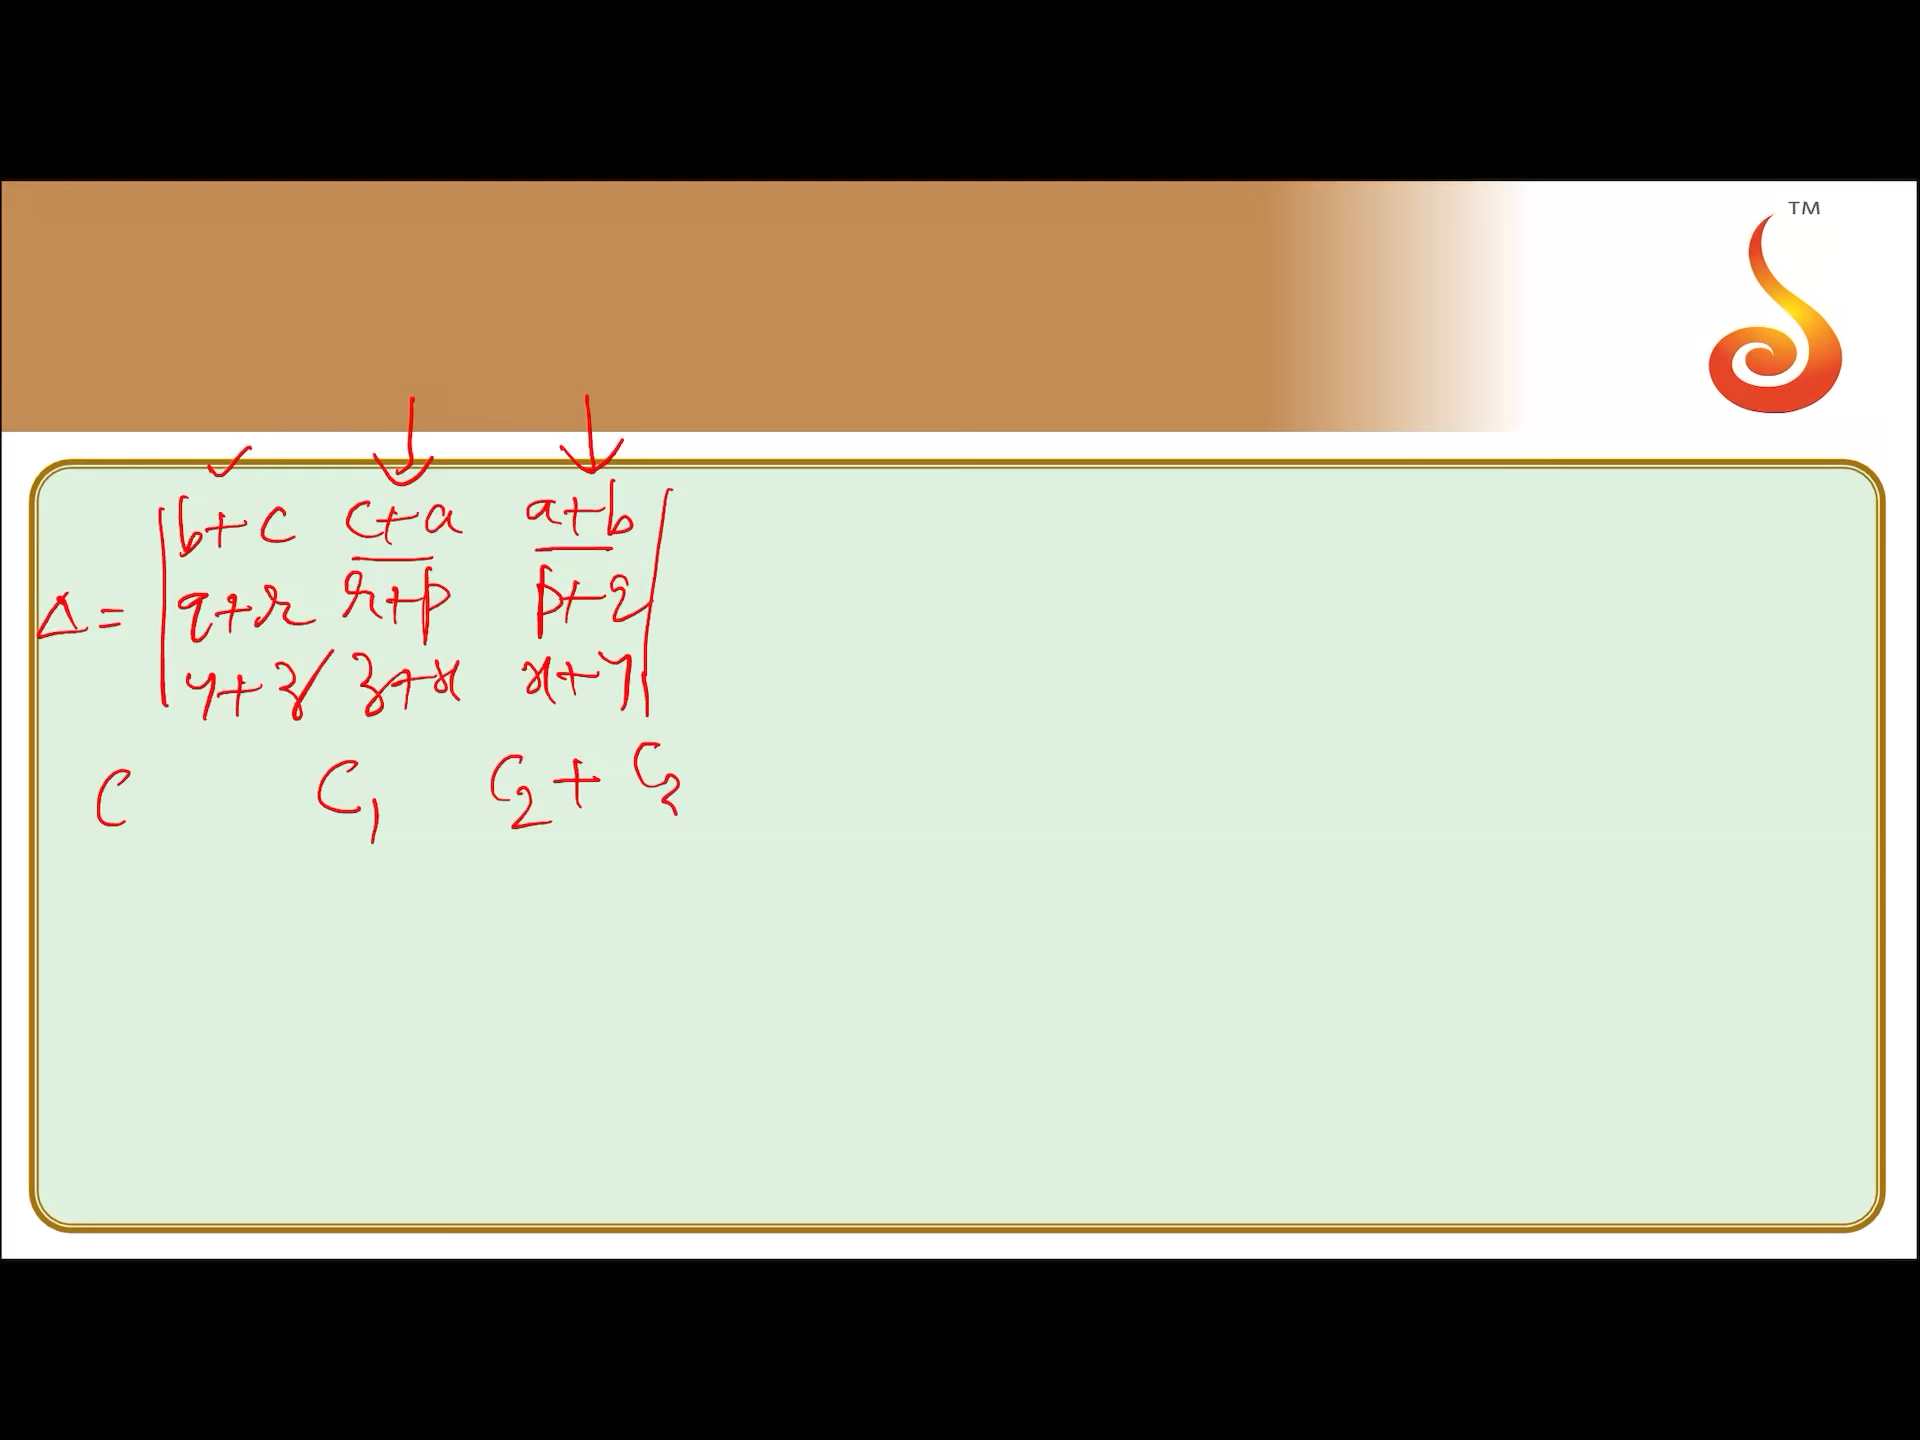 TM
b+c c+a a+b
Δ= q+r r+p p+q
y+z z+x x+y
C C₁ C₂ + C₃